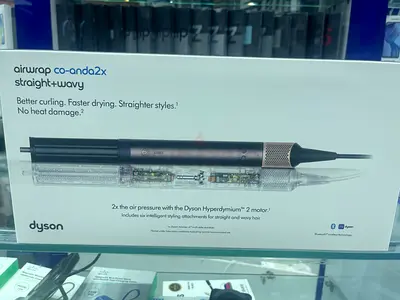 airwrap co-anda2x
straight+wavy
Better curling. Faster drying. Straighter styles.¹
No heat damage.²
2x the air pressure with the Dyson Hyperdymium™ 2 motor.¹
Includes six intelligent styling attachments for straight and wavy hair
dyson